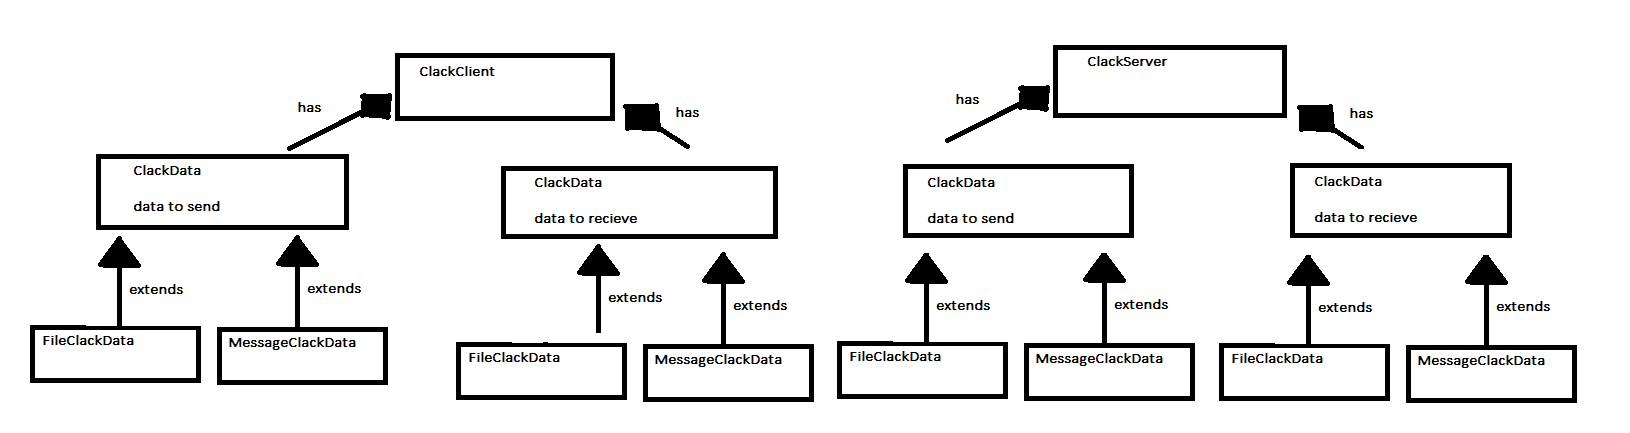 ClackClient
ClackServer
has
has
has
has
ClackData
data to send
ClackData
data to recieve
ClackData
data to send
ClackData
data to recieve
extends
extends
extends
extends
extends
extends
extends
extends
FileClackData
MessageClackData
FileClackData
MessageClackData
FileClackData
MessageClackData
FileClackData
MessageClackData